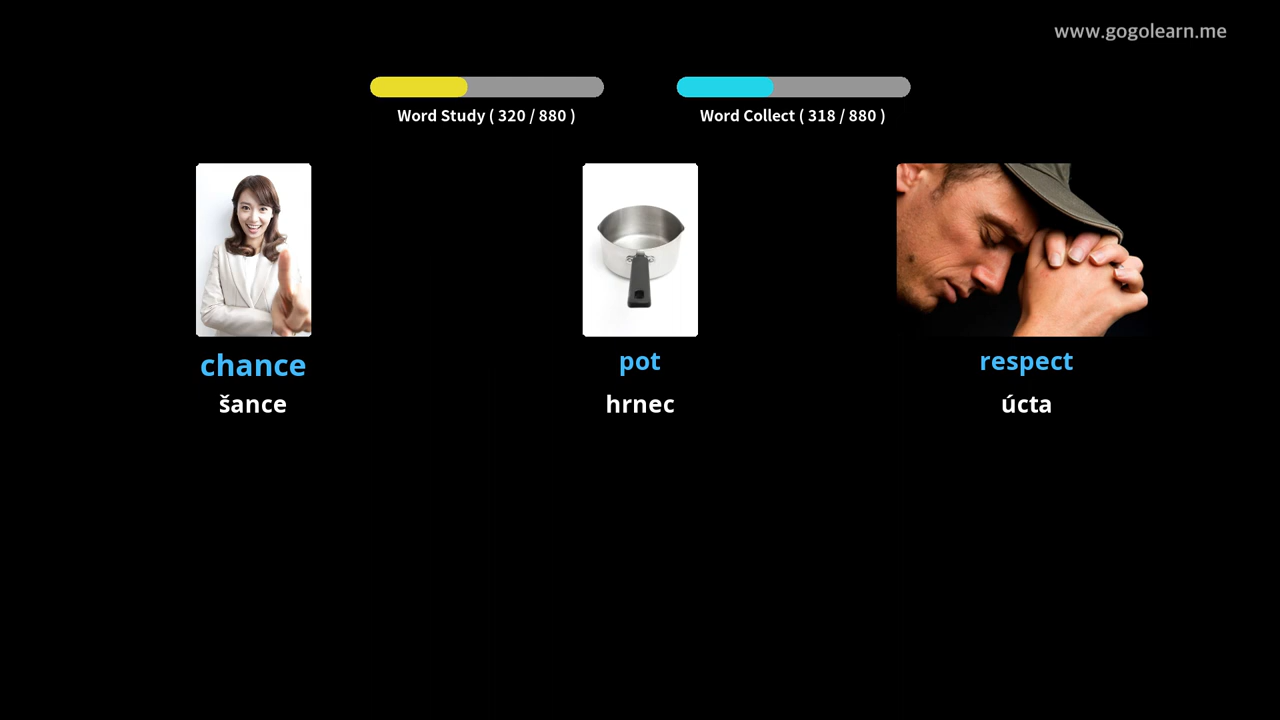 www.gogolearn.me
Word Study ( 320 / 880 )
Word Collect ( 318 / 880 )
chance
šance
pot
hrnec
respect
úcta